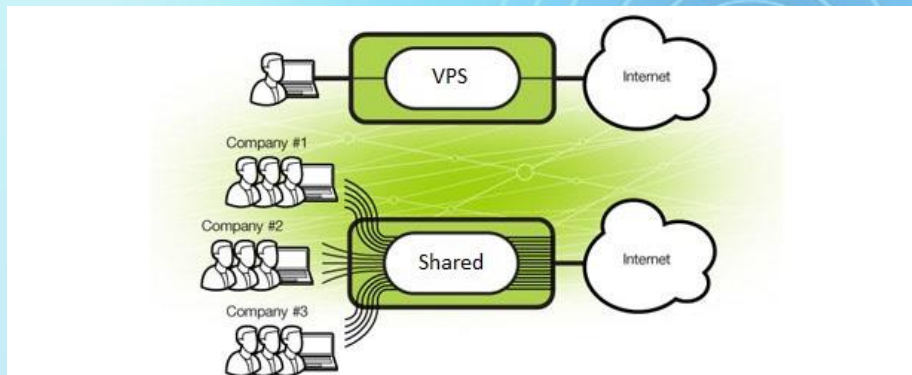 VPS
Internet
Company #1
Company #2
Shared
Internet
Company #3